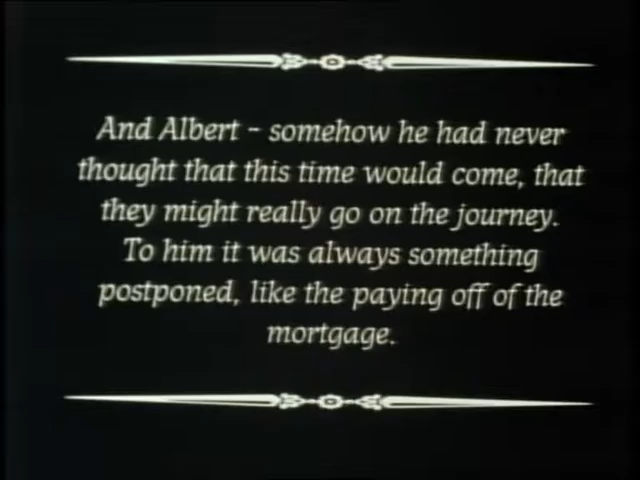 And Albert - somehow he had never
thought that this time would come, that
they might really go on the journey.
To him it was always something
postponed, like the paying off of the
mortgage.